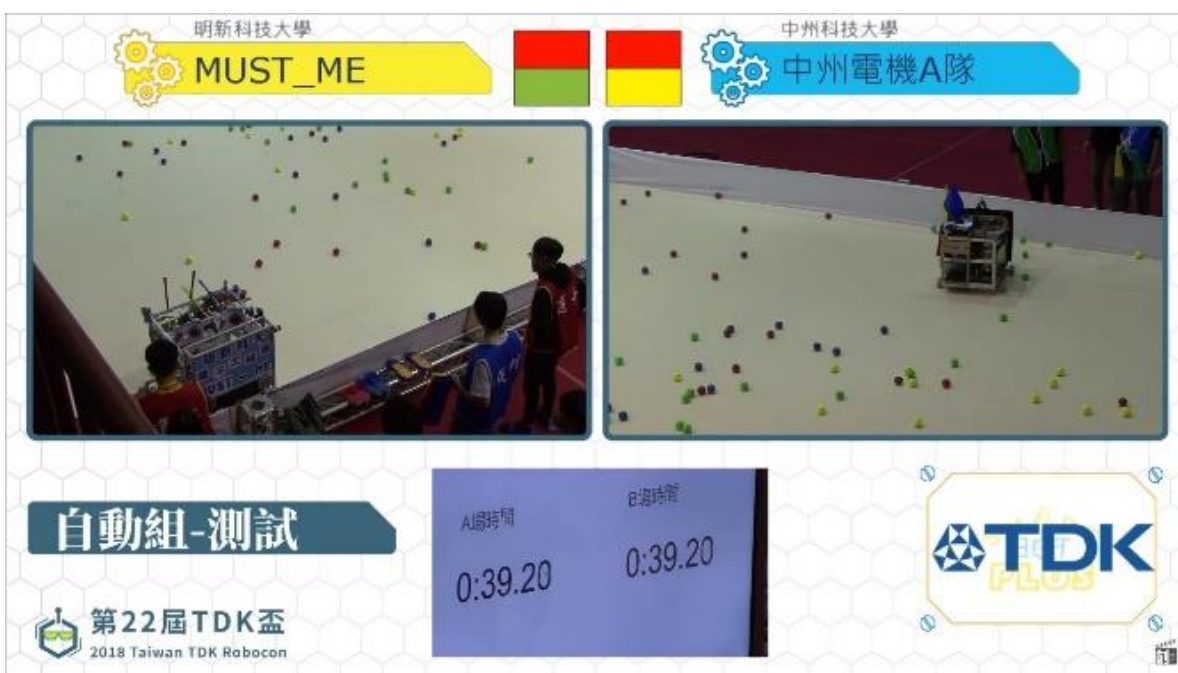 明新科技大學
MUST_ME
中州科技大學
中州電機A隊
自動組-測試
A場時間
0:39.20
B場時間
0:39.20
TDK
PLUS
第22屆TDK盃
2018 Taiwan TDK Robocon